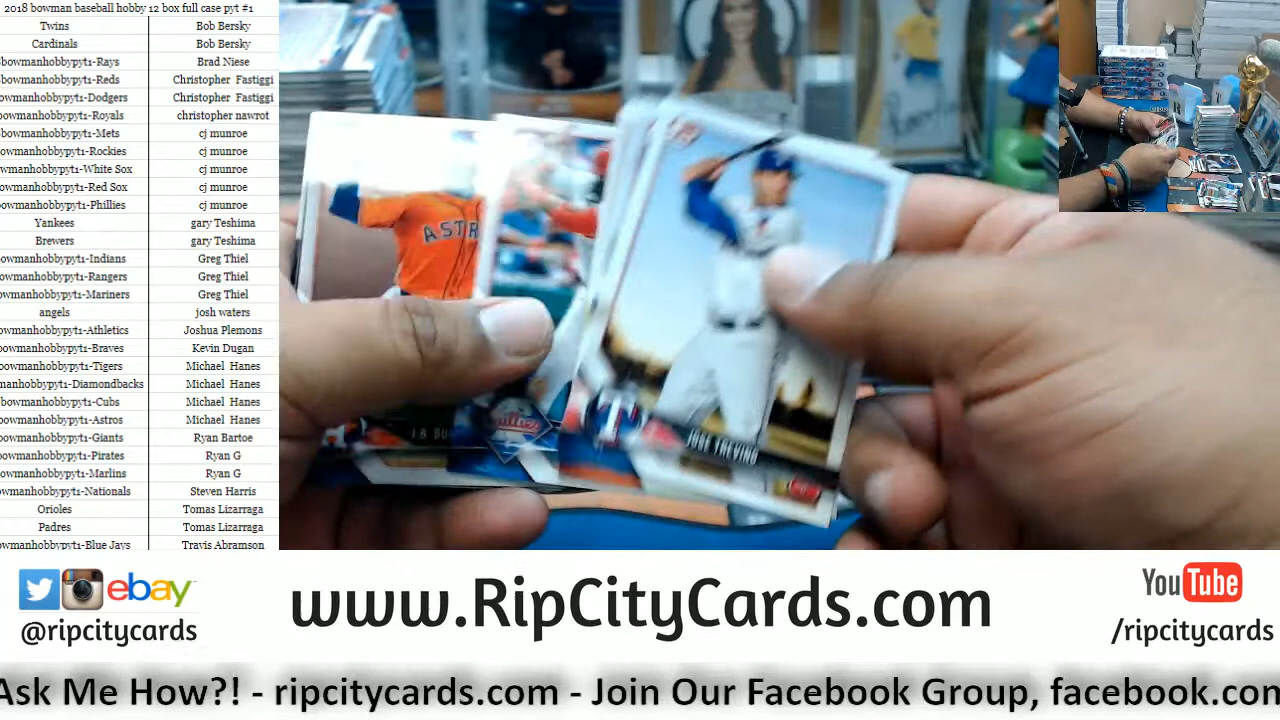 2018 bowman baseball hobby 12 box full case pyt #1
Twins Bob Bersky
Cardinals Bob Bersky
bowmanhobbypyt1-Rays Brad Niese
owmanhobbypyt1-Reds Christopher Fastiggi
owmanhobbypyt1-Dodgers Christopher Fastiggi
owmanhobbypyt1-Royals christopher nawrot
bowmanhobbypyt1-Mets cj munroe
owmanhobbypyt1-Rockies cj munroe
wmanhobbypyt1-White Sox cj munroe
wmanhobbypyt1-Red Sox cj munroe
owmanhobbypyt1-Phillies cj munroe
Yankees gary Teshima
Brewers gary Teshima
owmanhobbypyt1-Indians Greg Thiel
owmanhobbypyt1-Rangers Greg Thiel
owmanhobbypyt1-Mariners Greg Thiel
angels josh waters
owmanhobbypyt1-Athletics Joshua Plemons
bowmanhobbypyt1-Braves Kevin Dugan
owmanhobbypyt1-Tigers Michael Hanes
manhobbypyt1-Diamondbacks Michael Hanes
bowmanhobbypyt1-Cubs Michael Hanes
owmanhobbypyt1-Astros Michael Hanes
owmanhobbypyt1-Giants Ryan Bartoe
owmanhobbypyt1-Pirates Ryan G
owmanhobbypyt1-Marlins Ryan G
wmanhobbypyt1-Nationals Steven Harris
Orioles Tomas Lizarraga
Padres Tomas Lizarraga
owmanhobbypyt1-Blue Jays Travis Abramson
ASTR
Phillies
JOSE TREVINO
ebay
@ripcitycards
www.RipCityCards.com
YouTube
/ripcitycards
Ask Me How?! - ripcitycards.com - Join Our Facebook Group, facebook.con